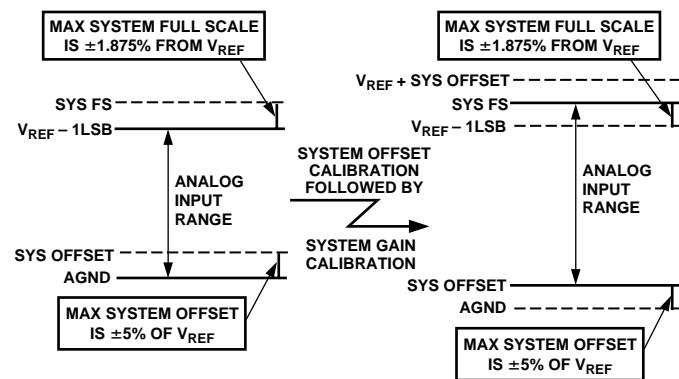 MAX SYSTEM FULL SCALE
IS ±1.875% FROM VREF
SYS FS
VREF – 1LSB
ANALOG
INPUT
RANGE
SYS OFFSET
AGND
MAX SYSTEM OFFSET
IS ±5% OF VREF
SYSTEM OFFSET
CALIBRATION
FOLLOWED BY
SYSTEM GAIN
CALIBRATION
MAX SYSTEM FULL SCALE
IS ±1.875% FROM VREF
VREF + SYS OFFSET
SYS FS
VREF – 1LSB
ANALOG
INPUT
RANGE
SYS OFFSET
AGND
MAX SYSTEM OFFSET
IS ±5% OF VREF